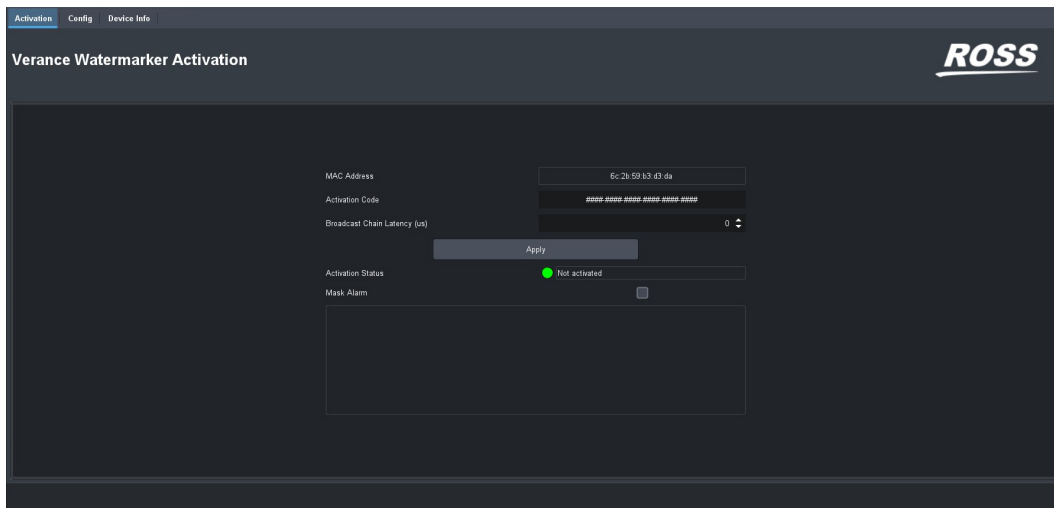 Activation Config Device Info
Verance Watermarker Activation
ROSS
MAC Address 6c:2b:59:b3:d3:da
Activation Code ####-####-####-####-####-####
Broadcast Chain Latency (us) 0
Apply
Activation Status Not activated
Mask Alarm